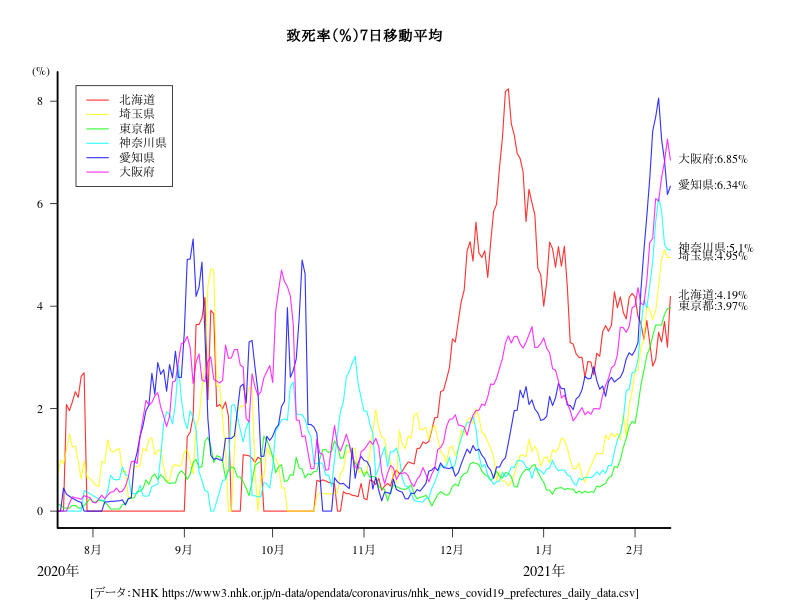 致死率(%)7日移動平均
(%)
8
6
4
2
0
北海道
埼玉県
東京都
神奈川県
愛知県
大阪府
大阪府:6.85%
愛知県:6.34%
神奈川県:5.1%
埼玉県:4.95%
北海道:4.19%
東京都:3.97%
8月 9月 10月 11月 12月 1月 2月
2020年 2021年
[データ:NHK https://www3.nhk.or.jp/n-data/opendata/coronavirus/nhk_news_covid19_prefectures_daily_data.csv]